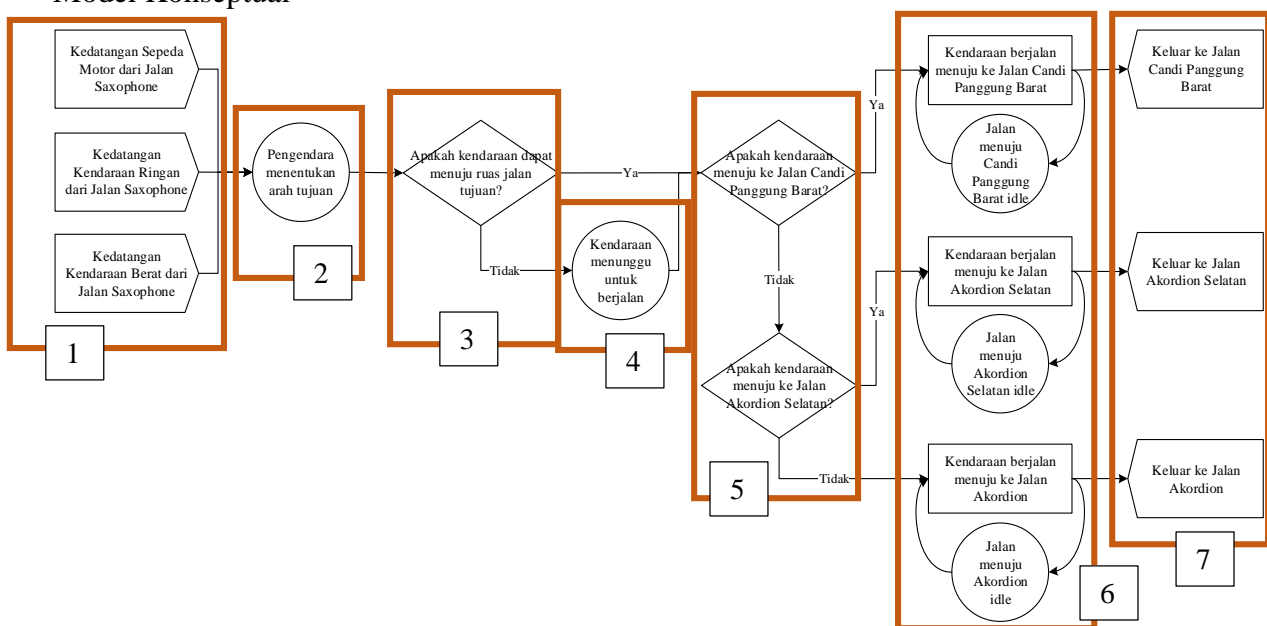 Model Konseptual
Kedatangan Sepeda
Motor dari Jalan
Saxophone
Kedatangan
Kendaraan Ringan
dari Jalan Saxophone
Kedatangan
Kendaraan Berat dari
Jalan Saxophone
1
Pengendara
menentukan
arah tujuan
2
Apakah kendaraan dapat
menuju ruas jalan
tujuan?
Ya
Tidak
3
Kendaraan
menunggu
untuk
berjalan
4
Apakah kendaraan
menuju ke Jalan Candi
Panggung Barat?
Ya
Tidak
Apakah kendaraan
menuju ke Jalan
Akordion Selatan?
Ya
Tidak
5
Kendaraan berjalan
menuju ke Jalan Candi
Panggung Barat
Jalan
menuju
Candi
Panggung
Barat idle
Kendaraan berjalan
menuju ke Jalan
Akordion Selatan
Jalan
menuju
Akordion
Selatan idle
Kendaraan berjalan
menuju ke Jalan
Akordion
Jalan
menuju
Akordion
idle
6
Keluar ke Jalan
Candi Panggung
Barat
Keluar ke Jalan
Akordion Selatan
Keluar ke Jalan
Akordion
7